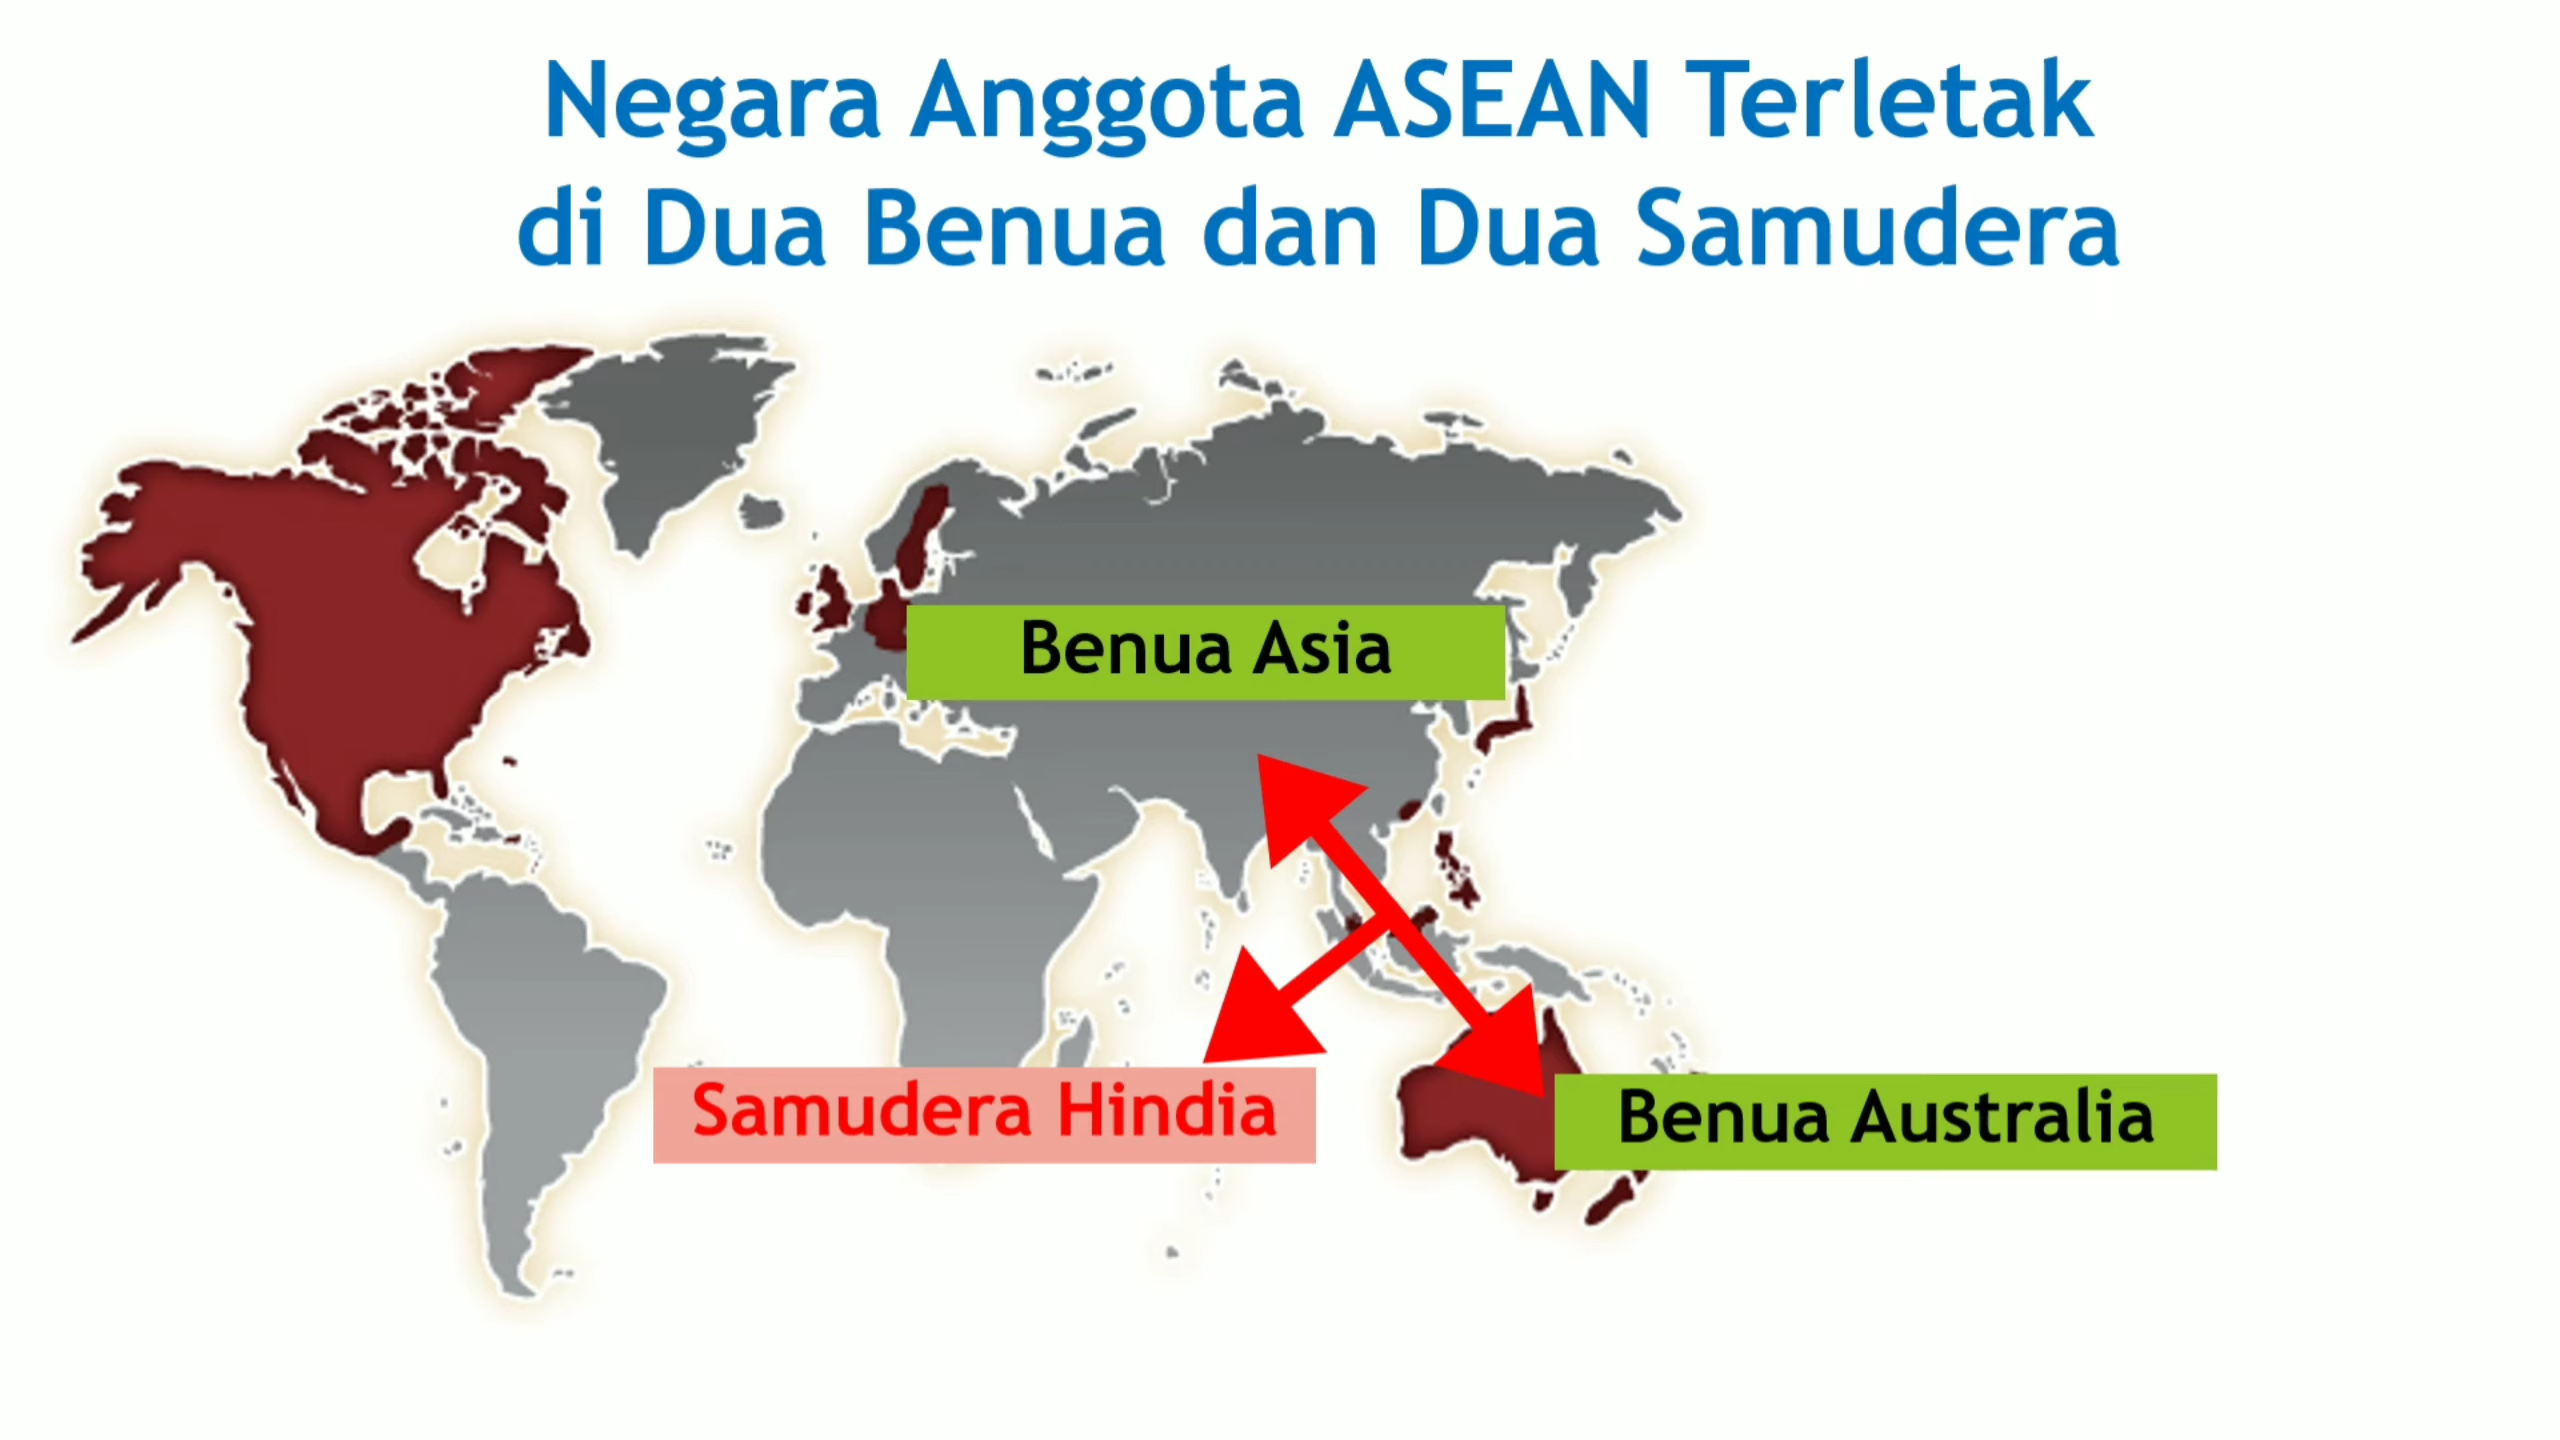 Negara Anggota ASEAN Terletak
di Dua Benua dan Dua Samudera
Benua Asia
Samudera Hindia
Benua Australia